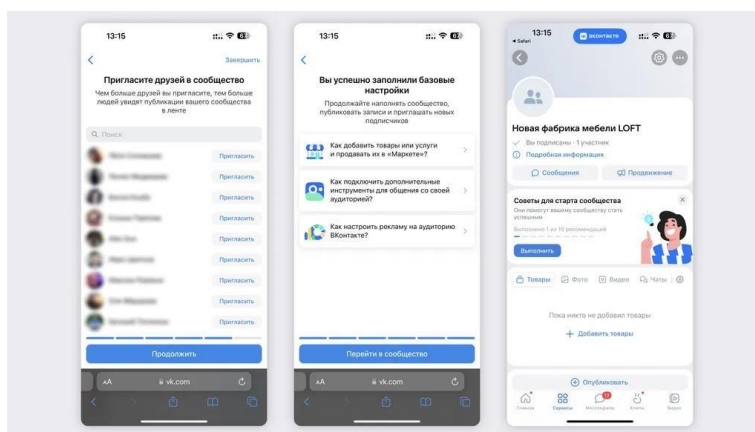 13:15
Завершить
Пригласите друзей в сообщество
Чем больше друзей вы пригласите, тем больше
людей увидят публикации вашего сообщества
в ленте
Поиск
Пригласить
Пригласить
Пригласить
Пригласить
Пригласить
Пригласить
Пригласить
Пригласить
Пригласить
Продолжить
AA
vk.com
13:15
Вы успешно заполнили базовые
настройки
Продолжайте наполнять сообщество,
публиковать записи и приглашать новых
подписчиков
Как добавить товары или услуги
и продавать их в «Маркете»?
Как подключить дополнительные
инструменты для общения со своей
аудиторией?
Как настроить рекламу на аудиторию
ВКонтакте?
Перейти в сообщество
AA
vk.com
13:15
Safari
ВКОНТАКТЕ
Новая фабрика мебели LOFT
Вы подписаны · 1 участник
Подробная информация
Сообщения
Продвижение
Советы для старта сообщества
Они помогут вашему сообществу стать
успешным
Выполнено 1 из 10 рекомендаций
Выполнить
Товары
Фото
Видео
Чаты
Пока никто не добавил товары
Добавить товары
Опубликовать
Главная
Сервисы
Мессенджер
Клипы
Видео